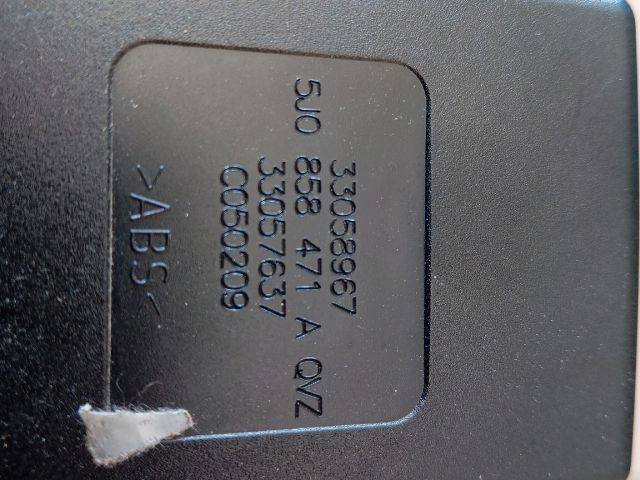 33058967
5J0 858 471 A QVZ
33057637
C050209
>ABS<